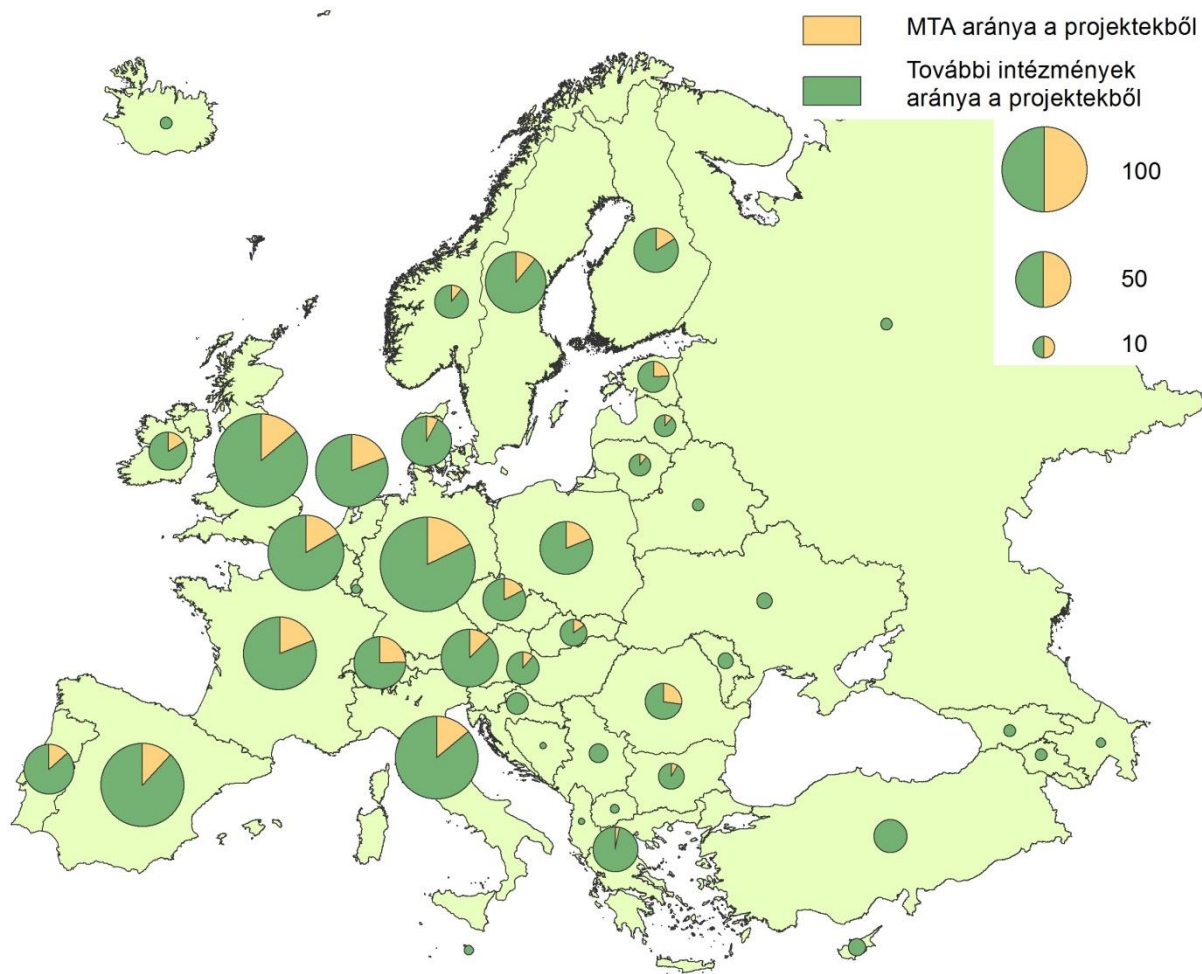 MTA aránya a projektekből
További intézmények
aránya a projektekből
100
50
10